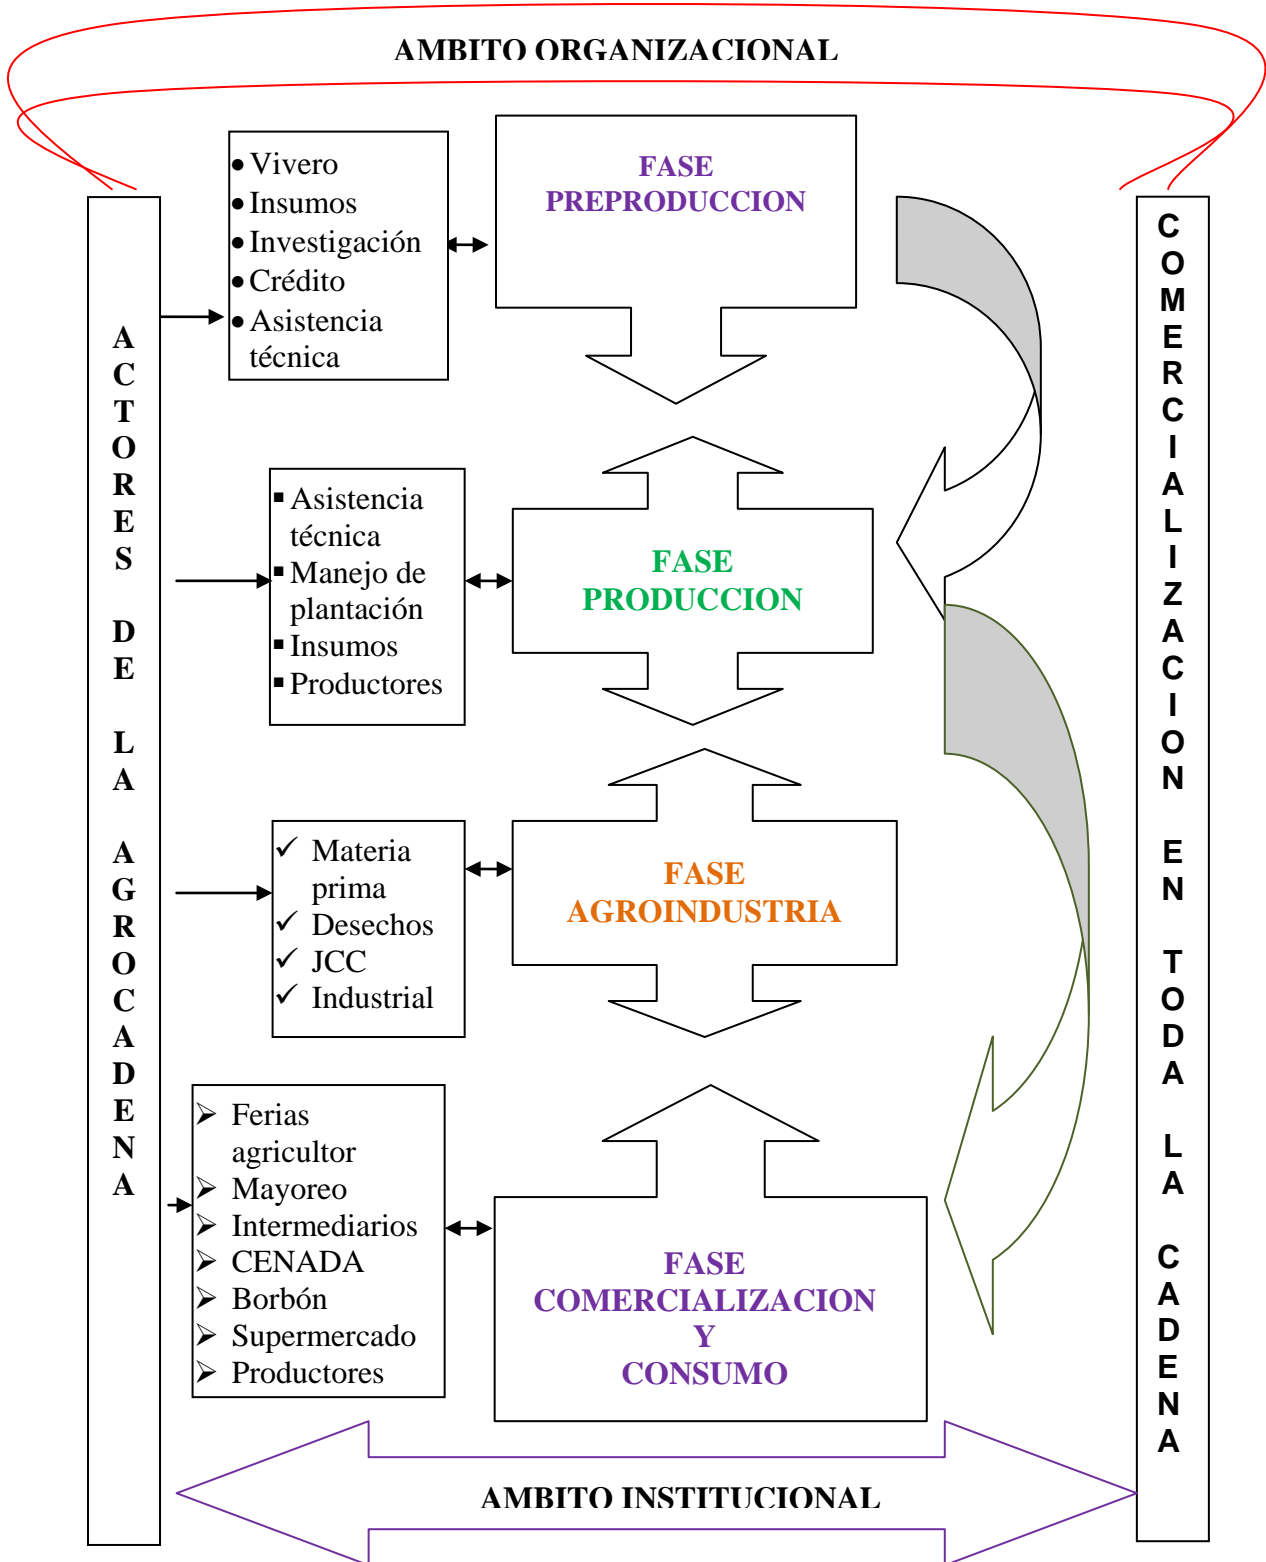 AMBITO ORGANIZACIONAL
Vivero
Insumos
Investigación
Crédito
Asistencia
técnica
FASE
PREPRODUCCION
ACTORES DE LA AGROCADENA
COMERCIALIZACION EN TODA LA CADENA
Asistencia
técnica
Manejo de
plantación
Insumos
Productores
FASE
PRODUCCION
Materia
prima
Desechos
JCC
Industrial
FASE
AGROINDUSTRIA
Ferias
agricultor
Mayoreo
Intermediarios
CENADA
Borbón
Supermercado
Productores
FASE
COMERCIALIZACION
Y
CONSUMO
AMBITO INSTITUCIONAL